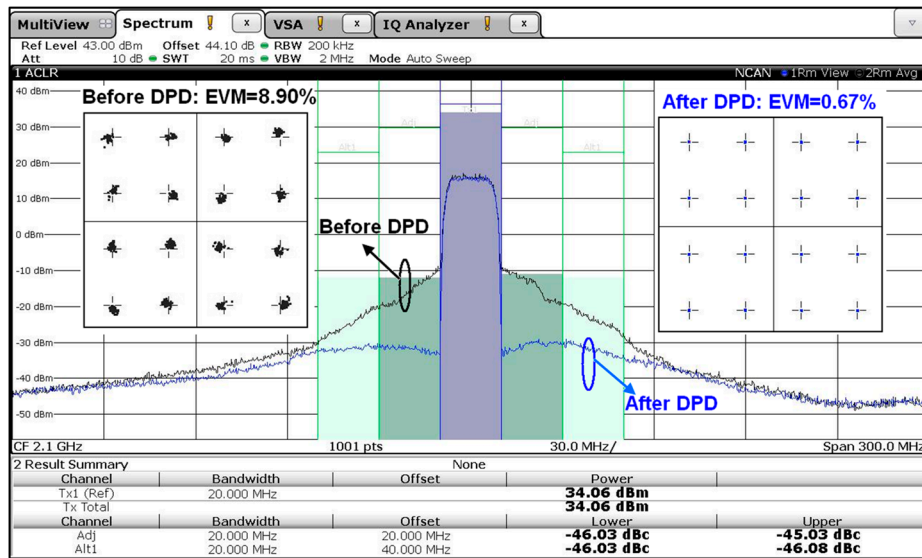 MultiView Spectrum ! x VSA ! x IQ Analyzer ! x
Ref Level 43.00 dBm Offset 44.10 dB RBW 200 kHz
Att 10 dB SWT 20 ms VBW 2 MHz Mode Auto Sweep
1 ACLR NCAN 1Rm View 2Rm Avg
40 dBm
Before DPD: EVM=8.90%
After DPD: EVM=0.67%
Tx1
30 dBm
Adj
Adj
20 dBm
Alt1
Alt1
10 dBm
0 dBm
Before DPD
-10 dBm
-20 dBm
-30 dBm
-40 dBm
After DPD
-50 dBm
CF 2.1 GHz 1001 pts 30.0 MHz/ Span 300.0 MHz
2 Result Summary None
Channel Bandwidth Offset Power
Tx1 (Ref) 20.000 MHz 34.06 dBm
Tx Total 34.06 dBm
Channel Bandwidth Offset Lower Upper
Adj 20.000 MHz 20.000 MHz -46.03 dBc -45.03 dBc
Alt1 20.000 MHz 40.000 MHz -46.03 dBc -46.08 dBc